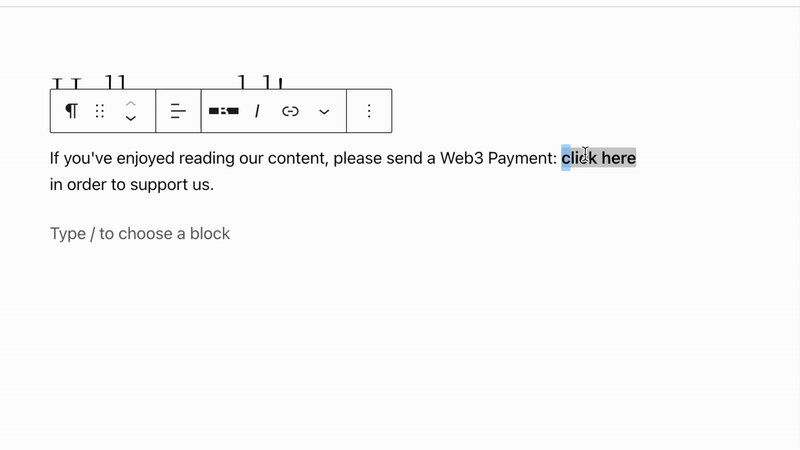 If you've enjoyed reading our content, please send a Web3 Payment: click here
in order to support us.
Type / to choose a block